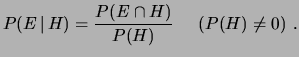 P(E | H) = P(E ∩ H) / P(H) (P(H) ≠ 0) .